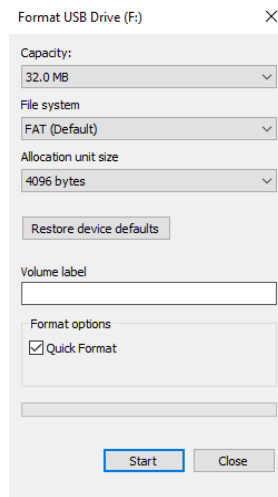 Format USB Drive (F:)
Capacity:
32.0 MB
File system
FAT (Default)
Allocation unit size
4096 bytes
Restore device defaults
Volume label
Format options
Quick Format
Start Close